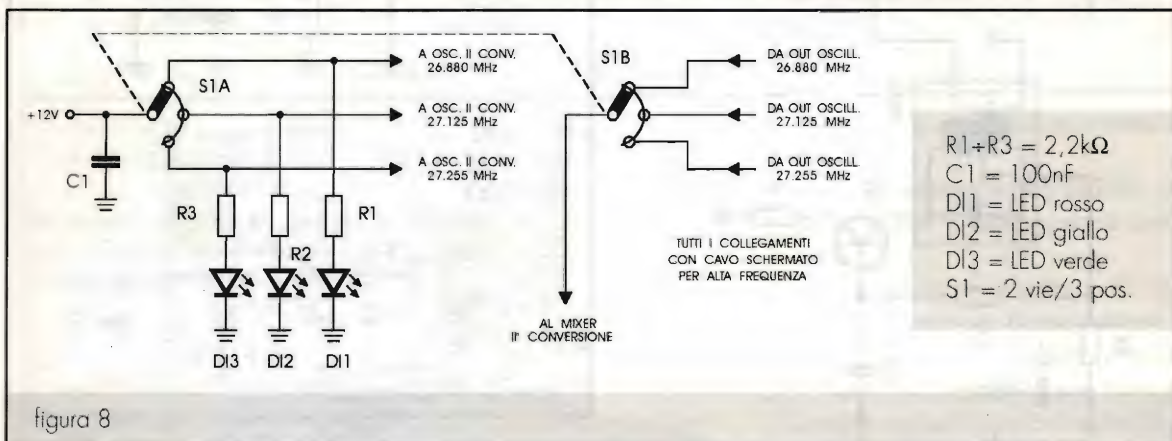 S1A
+12V
C1
A OSC. II CONV.
26.880 MHz
A OSC. II CONV.
27.125 MHz
A OSC. II CONV.
27.255 MHz
R3
R2
R1
DI3
DI2
DI1
S1B
DA OUT OSCILL.
26.880 MHz
DA OUT OSCILL.
27.125 MHz
DA OUT OSCILL.
27.255 MHz
TUTTI I COLLEGAMENTI
CON CAVO SCHERMATO
PER ALTA FREQUENZA
AL MIXER
IIª CONVERSIONE
R1÷R3 = 2,2kΩ
C1 = 100nF
DI1 = LED rosso
DI2 = LED giallo
DI3 = LED verde
S1 = 2 vie/3 pos.
figura 8